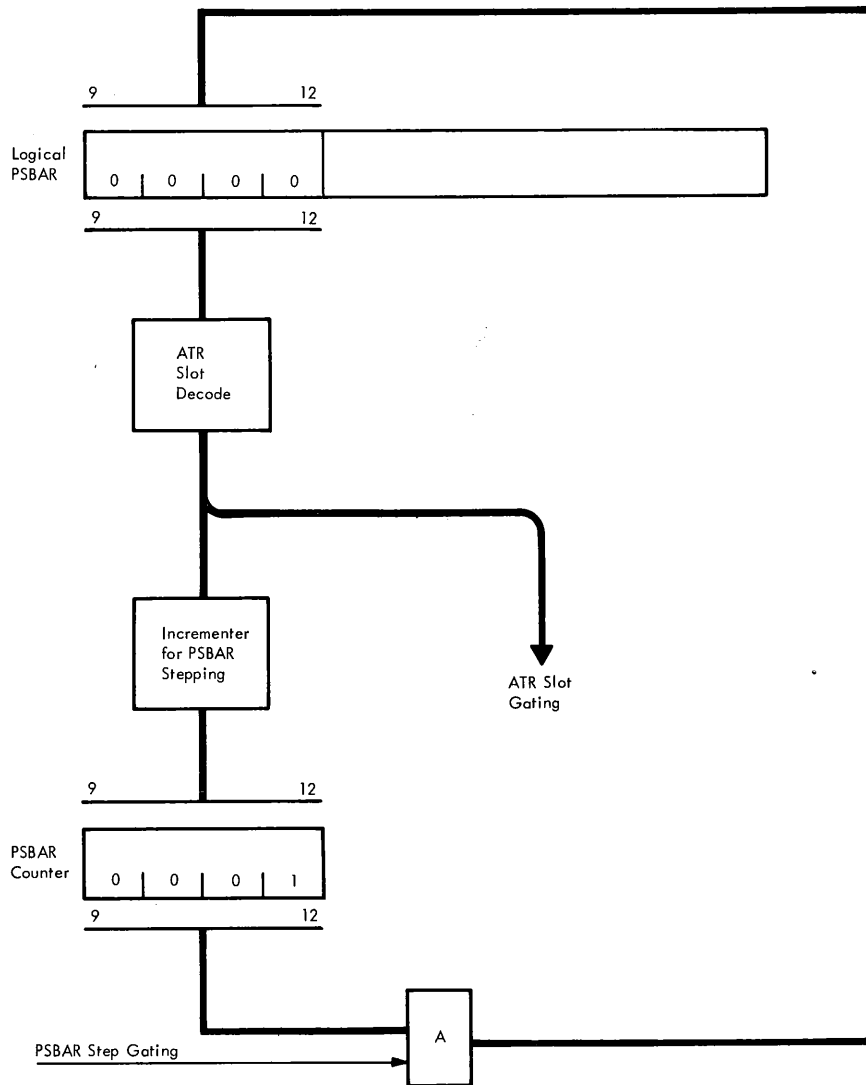 9 12
Logical
PSBAR
0 0 0 0
9 12
ATR
Slot
Decode
Incrementer
for PSBAR
Stepping
ATR Slot
Gating
9 12
PSBAR
Counter
0 0 0 1
9 12
A
PSBAR Step Gating